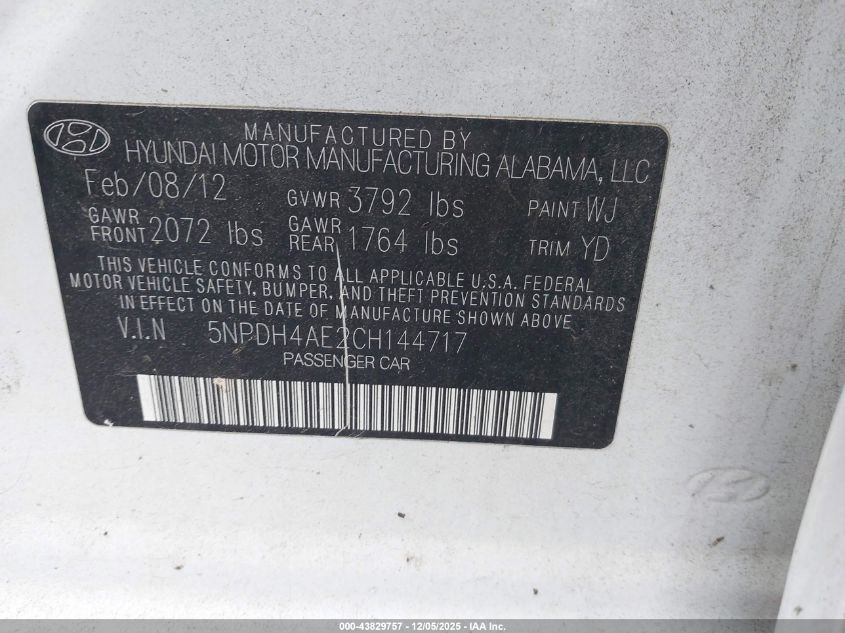 MANUFACTURED BY
HYUNDAI MOTOR MANUFACTURING ALABAMA, LLC
Feb/08/12 GVWR 3792 lbs PAINT WJ
GAWR FRONT 2072 lbs GAWR REAR 1764 lbs TRIM YD
THIS VEHICLE CONFORMS TO ALL APPLICABLE U.S.A. FEDERAL
MOTOR VEHICLE SAFETY, BUMPER, AND THEFT PREVENTION STANDARDS
IN EFFECT ON THE DATE OF MANUFACTURE SHOWN ABOVE
V.I.N 5NPDH4AE2CH144717
PASSENGER CAR
000-43829757 - 12/05/2025 - IAA Inc.